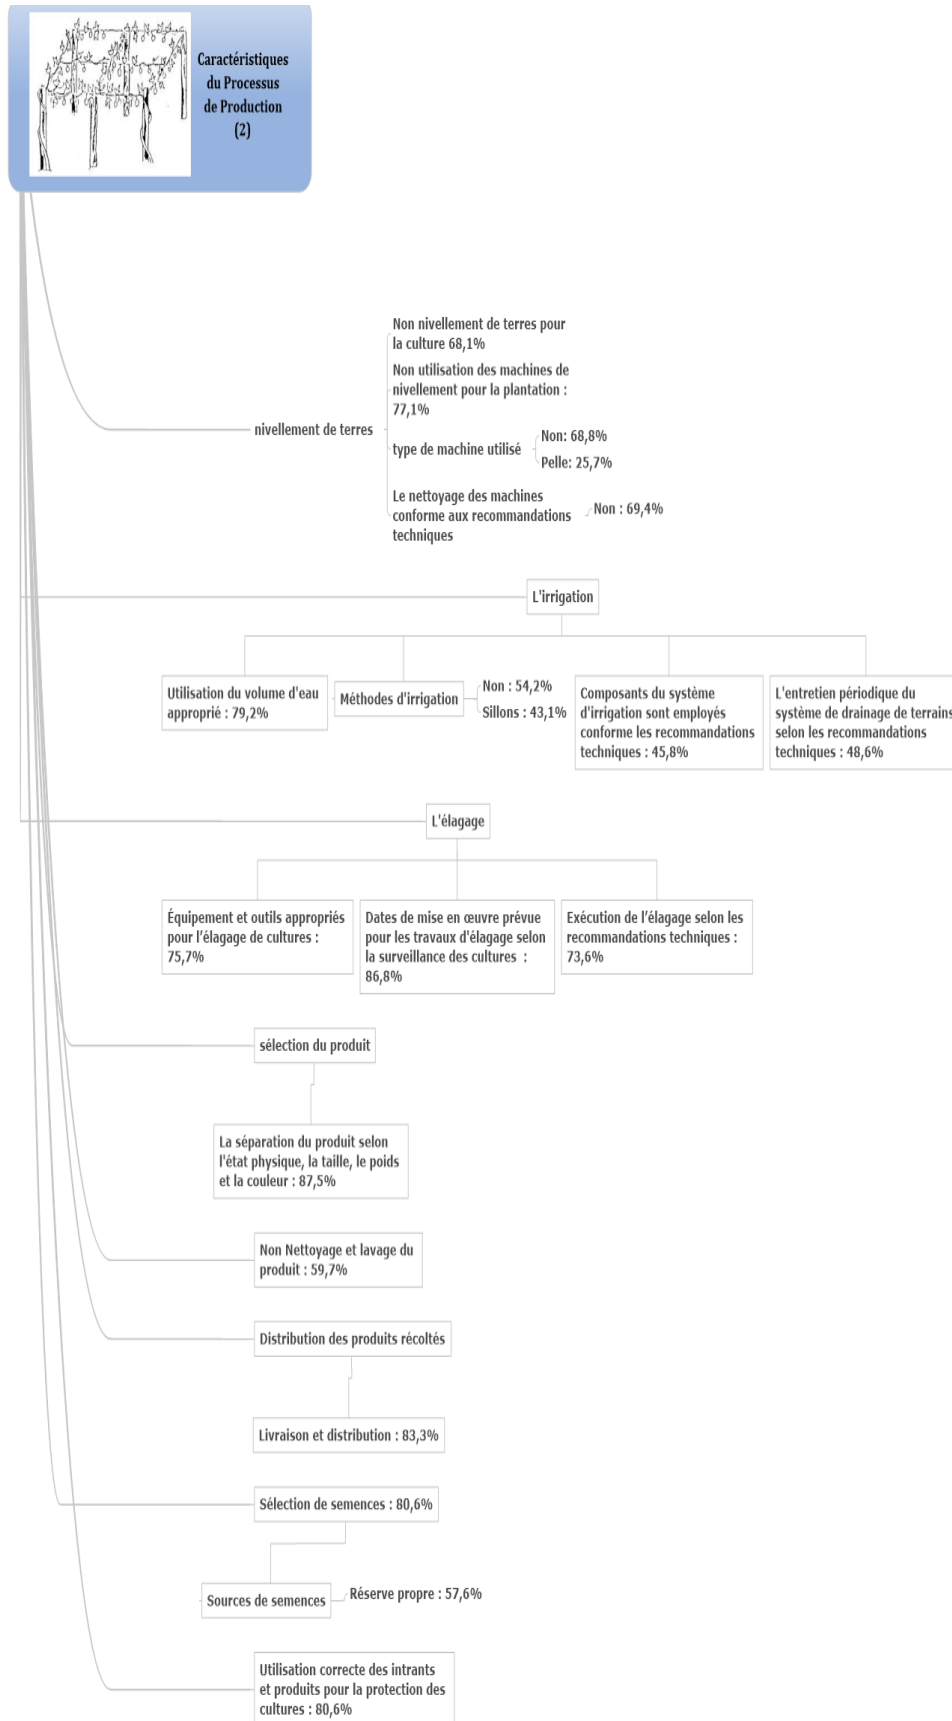 Caractéristiques
du Processus
de Production
(2)
Non nivellement de terres pour
la culture 68,1%
Non utilisation des machines de
nivellement pour la plantation :
77,1%
nivellement de terres
type de machine utilisé
Non: 68,8%
Pelle: 25,7%
Le nettoyage des machines
conforme aux recommandations
techniques
Non : 69,4%
L'irrigation
Utilisation du volume d'eau
approprié : 79,2%
Méthodes d'irrigation
Non : 54,2%
Sillons : 43,1%
Composants du système
d'irrigation sont employés
conforme les recommandations
techniques : 45,8%
L'entretien périodique du
système de drainage de terrains
selon les recommandations
techniques : 48,6%
L'élagage
Équipement et outils appropriés
pour l’élagage de cultures :
75,7%
Dates de mise en œuvre prévue
pour les travaux d'élagage selon
la surveillance des cultures :
86,8%
Exécution de l’élagage selon les
recommandations techniques :
73,6%
sélection du produit
La séparation du produit selon
l'état physique, la taille, le poids
et la couleur : 87,5%
Non Nettoyage et lavage du
produit : 59,7%
Distribution des produits récoltés
Livraison et distribution : 83,3%
Sélection de semences : 80,6%
Sources de semences
Réserve propre : 57,6%
Utilisation correcte des intrants
et produits pour la protection des
cultures : 80,6%